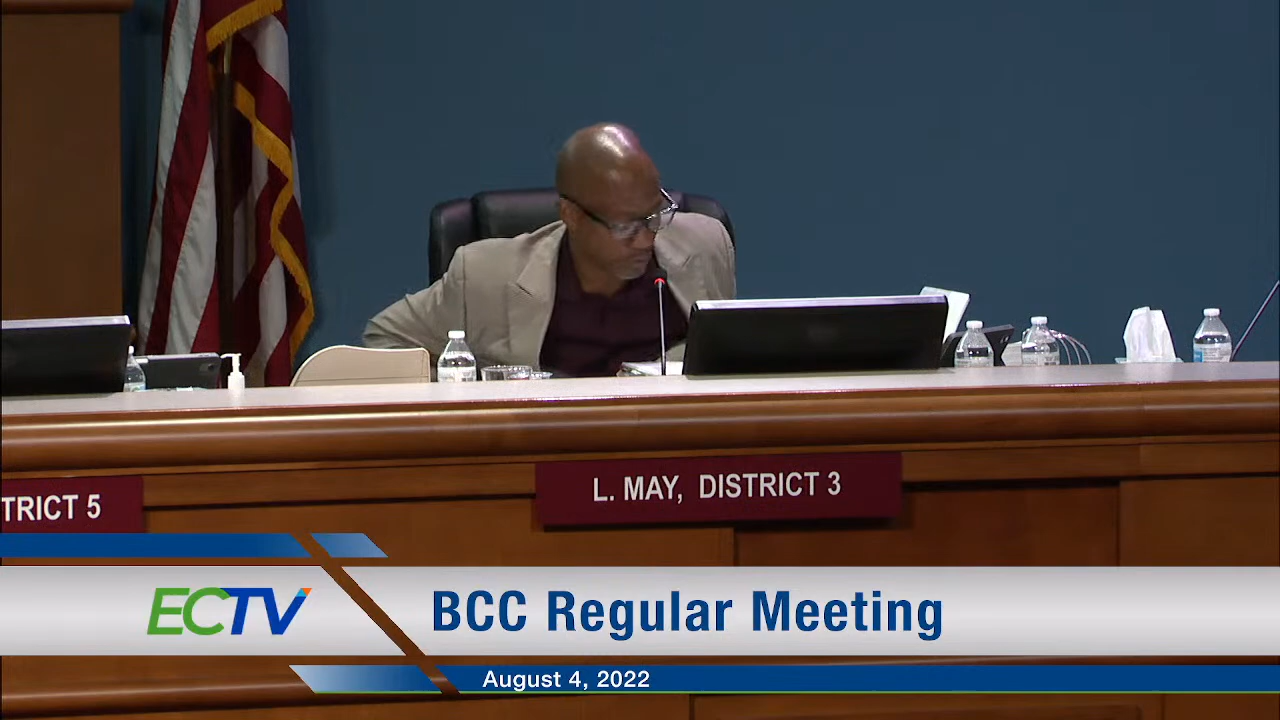 L. MAY, DISTRICT 3
TRICT 5
ECTV
BCC Regular Meeting
August 4, 2022